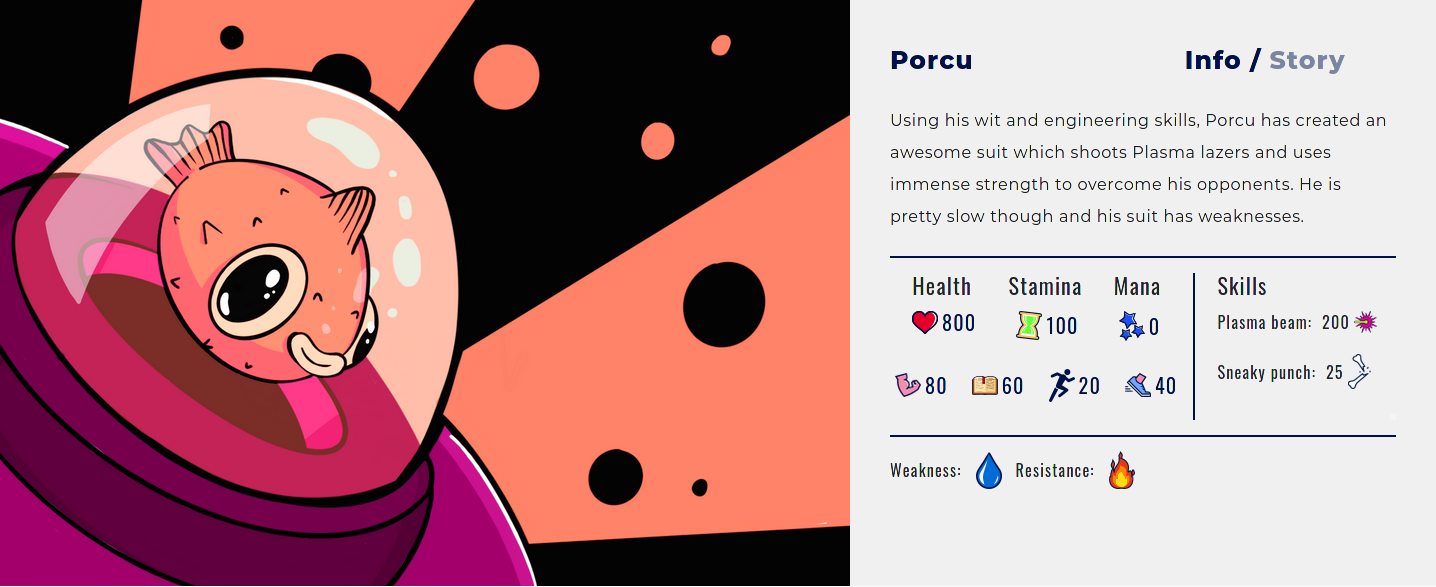 Porcu
Info / Story
Using his wit and engineering skills, Porcu has created an
awesome suit which shoots Plasma lazers and uses
immense strength to overcome his opponents. He is
pretty slow though and his suit has weaknesses.
Health Stamina Mana
800 100 0
80 60 20 40
Skills
Plasma beam: 200
Sneaky punch: 25
Weakness: Resistance: